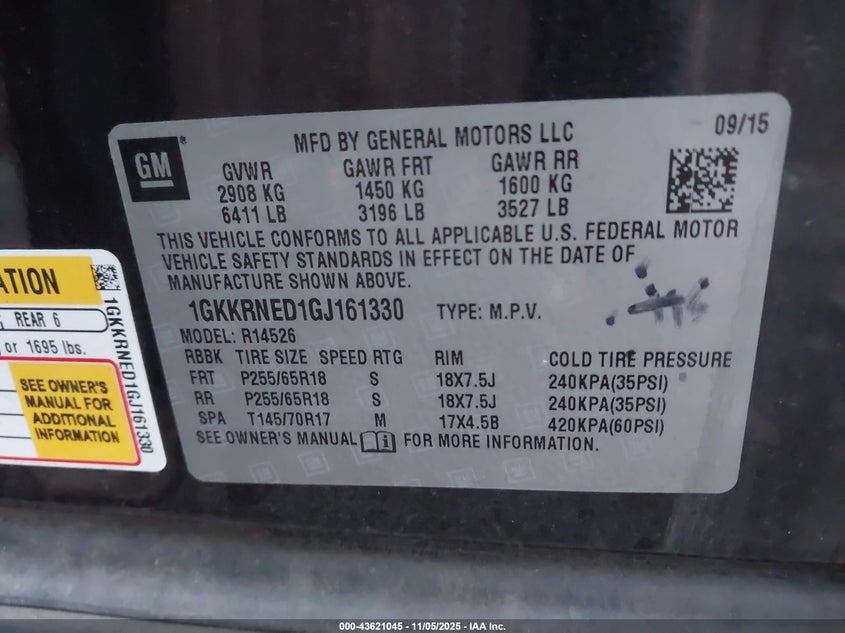 MFD BY GENERAL MOTORS LLC
09/15
GM
GVWR GAWR FRT GAWR RR
2908 KG 1450 KG 1600 KG
6411 LB 3196 LB 3527 LB
THIS VEHICLE CONFORMS TO ALL APPLICABLE U.S. FEDERAL MOTOR
VEHICLE SAFETY STANDARDS IN EFFECT ON THE DATE OF
MANUFACTURE SHOWN ABOVE.
1GKKRNED1GJ161330 TYPE: M.P.V.
MODEL: R14526
RBBK TIRE SIZE SPEED RTG RIM COLD TIRE PRESSURE
FRT P255/65R18 S 18X7.5J 240KPA(35PSI)
RR P255/65R18 S 18X7.5J 240KPA(35PSI)
SPA T145/70R17 M 17X4.5B 420KPA(60PSI)
SEE OWNER'S MANUAL FOR MORE INFORMATION.
REAR 6
or 1695 lbs.
SEE OWNER'S
MANUAL FOR
ADDITIONAL
INFORMATION
1GKKRNED1GJ161330
000-43621045 - 11/05/2025 - IAA Inc.